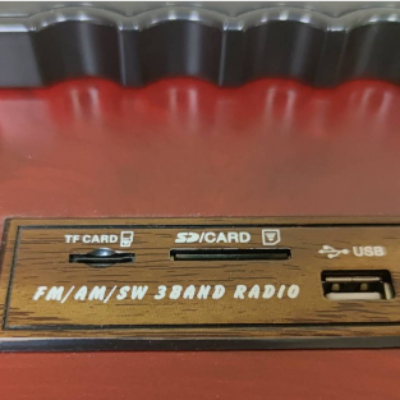 TF CARD
SD/CARD
USB
FM/AM/SW 3BAND RADIO